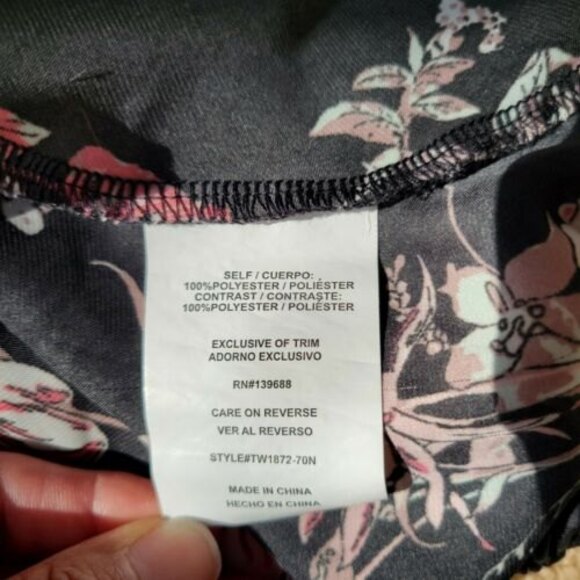 SELF / CUERPO:
100%POLYESTER / POLIÉSTER
CONTRAST / CONTRASTE:
100%POLYESTER / POLIÉSTER
EXCLUSIVE OF TRIM
ADORNO EXCLUSIVO
RN#139688
CARE ON REVERSE
VER AL REVERSO
STYLE#TW1872-70N
MADE IN CHINA
HECHO EN CHINA